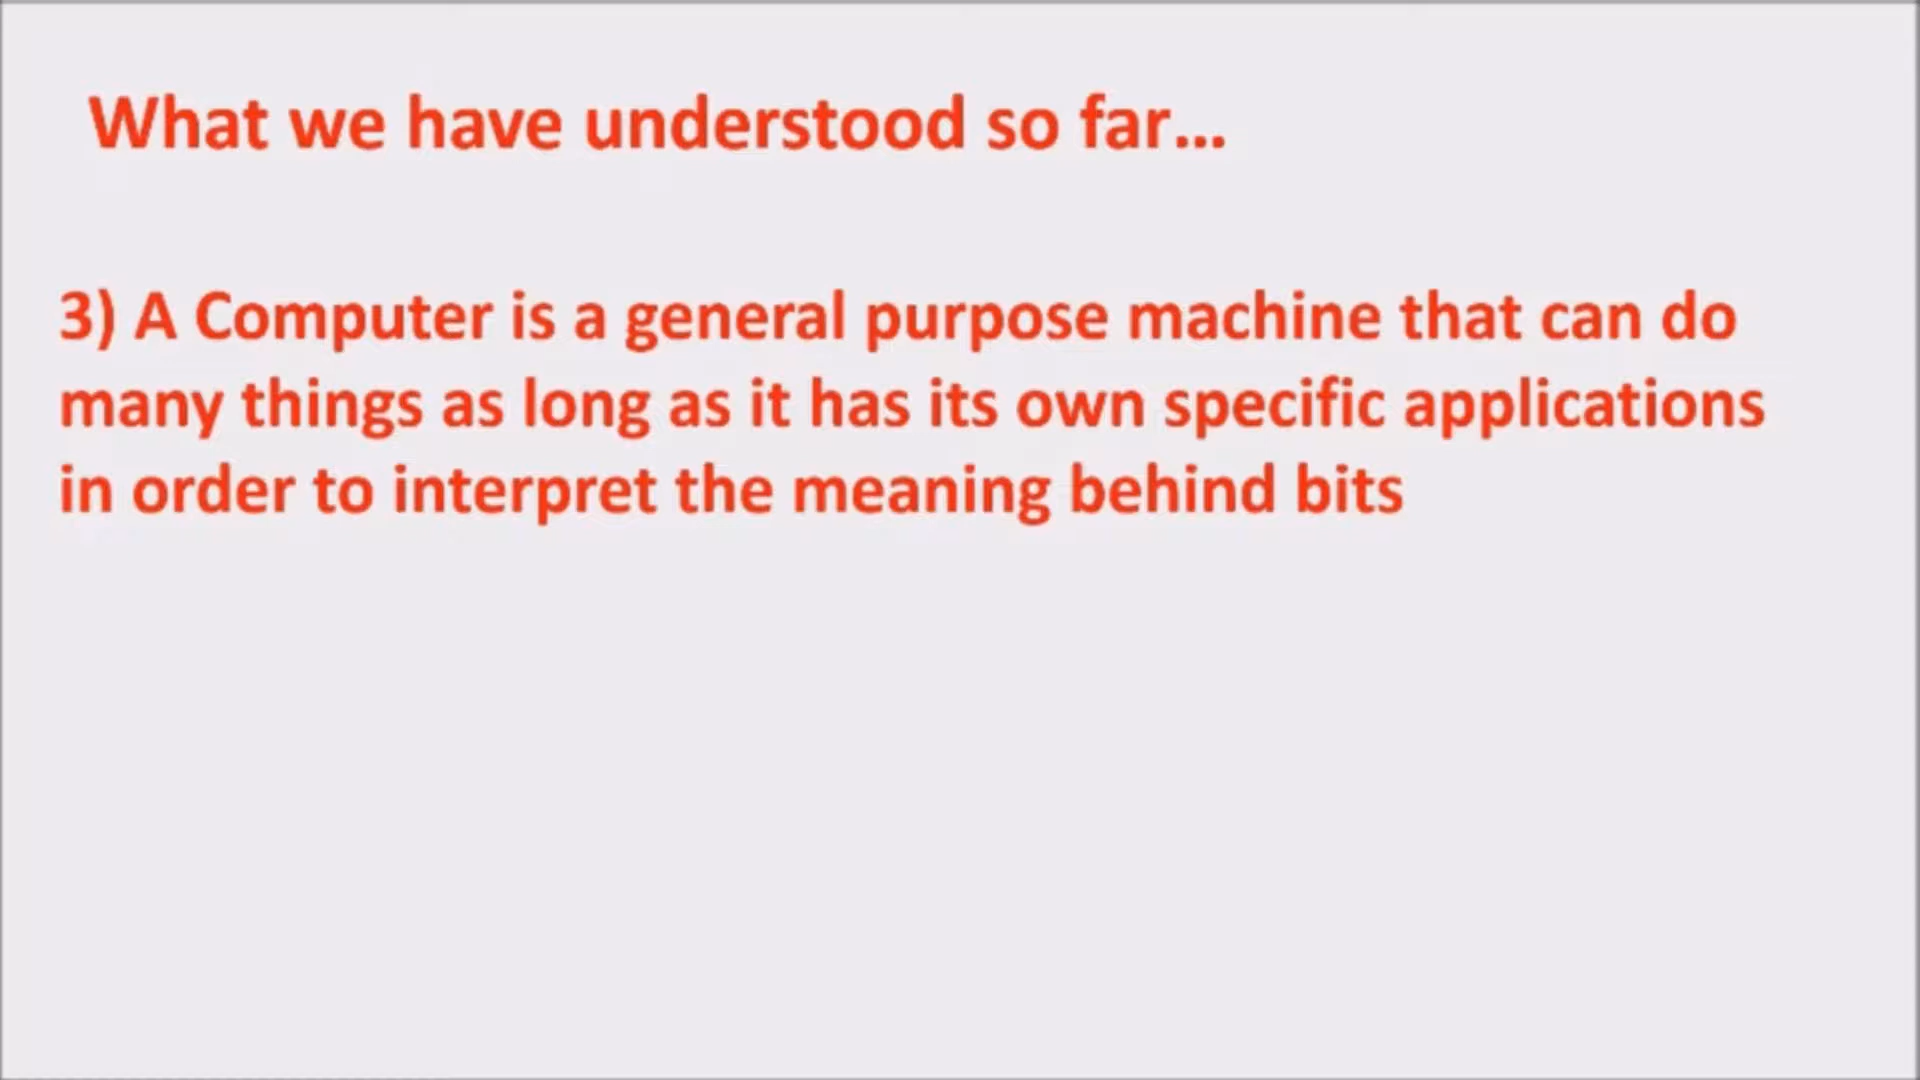 What we have understood so far...
3) A Computer is a general purpose machine that can do
many things as long as it has its own specific applications
in order to interpret the meaning behind bits